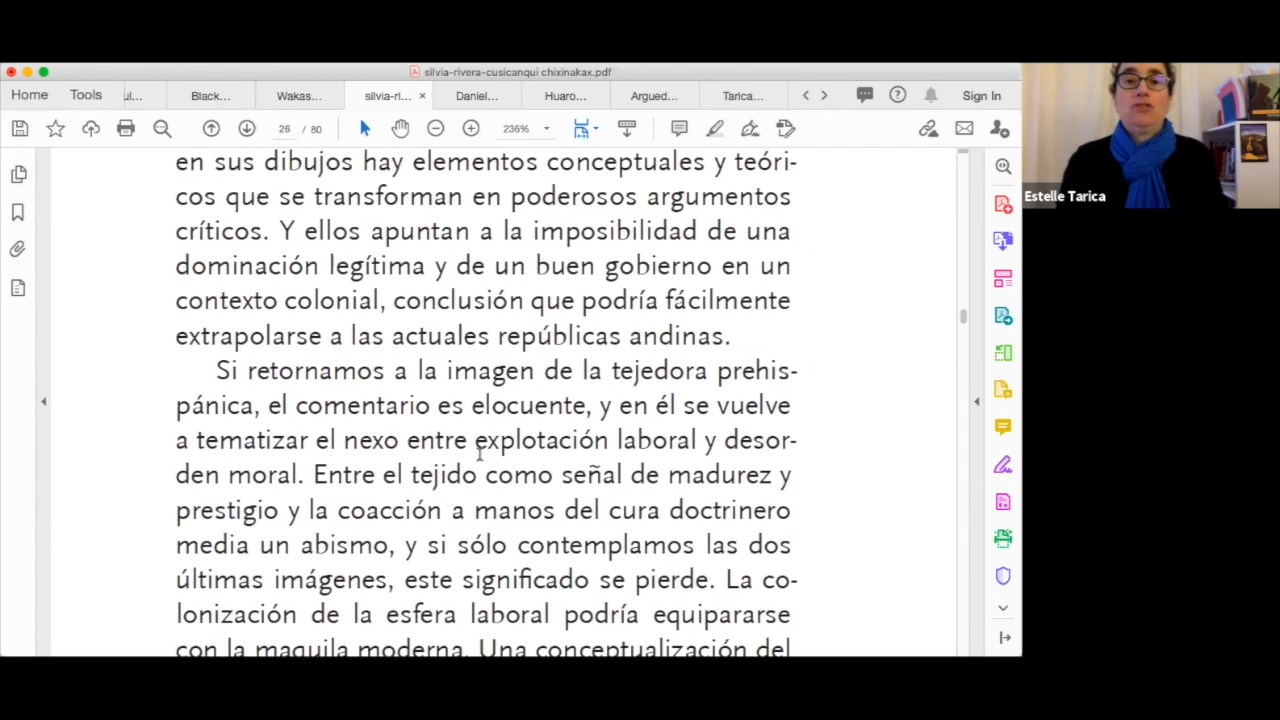 silvia-rivera-cusicanqui chixinakax.pdf
Home Tools ul... Black... Wakas... silvia-ri... × Daniel... Huaro... Argued... Tarica... Sign In
26 / 80 236%
en sus dibujos hay elementos conceptuales y teóri-
cos que se transforman en poderosos argumentos
críticos. Y ellos apuntan a la imposibilidad de una
dominación legítima y de un buen gobierno en un
contexto colonial, conclusión que podría fácilmente
extrapolarse a las actuales repúblicas andinas.
Si retornamos a la imagen de la tejedora prehis-
pánica, el comentario es elocuente, y en él se vuelve
a tematizar el nexo entre explotación laboral y desor-
den moral. Entre el tejido como señal de madurez y
prestigio y la coacción a manos del cura doctrinero
media un abismo, y si sólo contemplamos las dos
últimas imágenes, este significado se pierde. La co-
lonización de la esfera laboral podría equipararse
con la maquila moderna. Una conceptualización del
Estelle Tarica